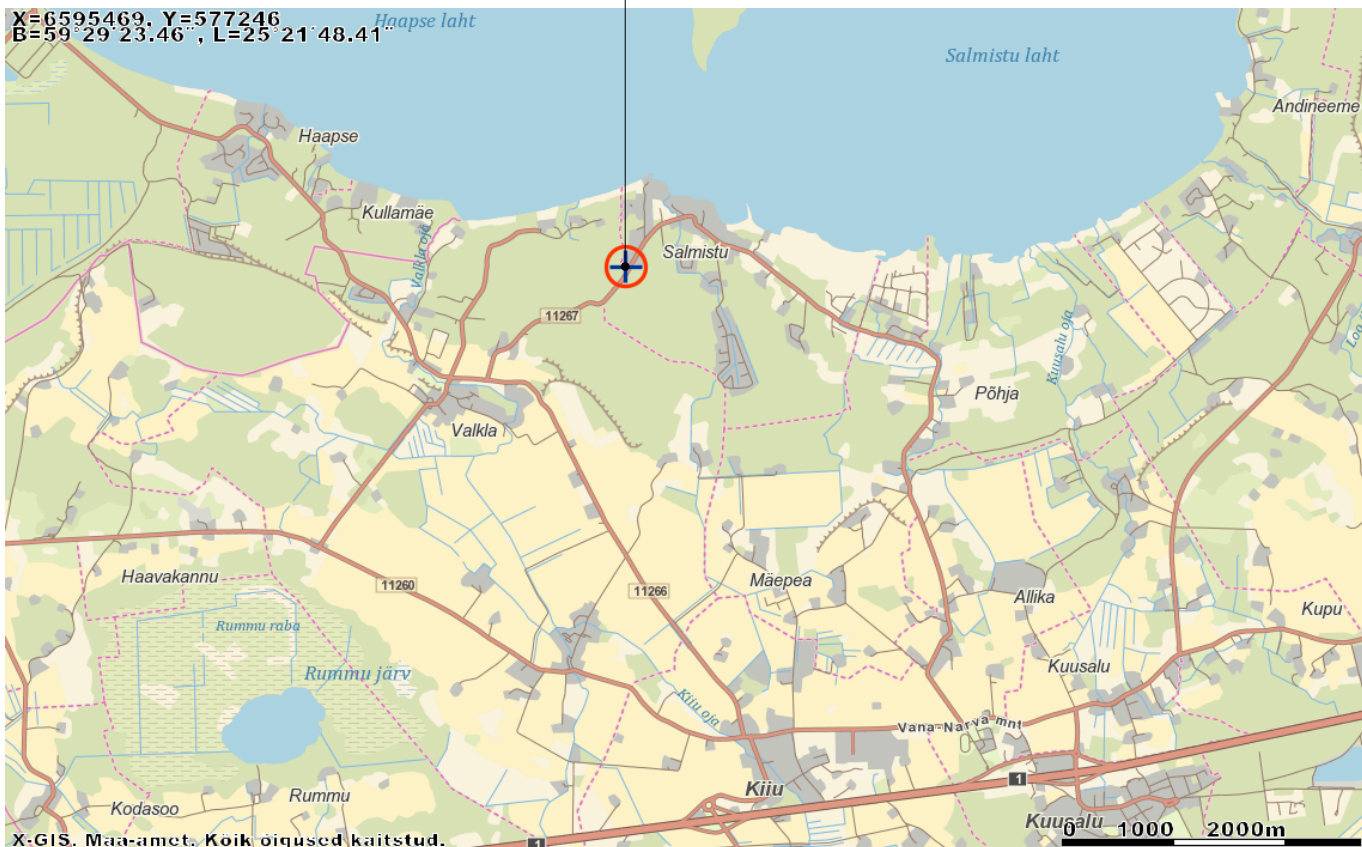 X=6595469, Y=577246
B=59°29'23.46", L=25°21'48.41"
Haapse laht
Salmistu laht
Andineeme
Haapse
Kullamäe
Valkla oja
Salmistu
11267
Kuusalu oja
Põhja
Valkla
Haavakannu
11260
11266
Mäepea
Allika
Kupu
Rummu raba
Rummu järv
Kuusalu
Kiiu oja
Vana-Narva mnt
1
Kiiu
Kodasoo
Rummu
Kuusalu
0 1000 2000m
1
X-GIS. Maa-amet. Kõik õigused kaitstud.